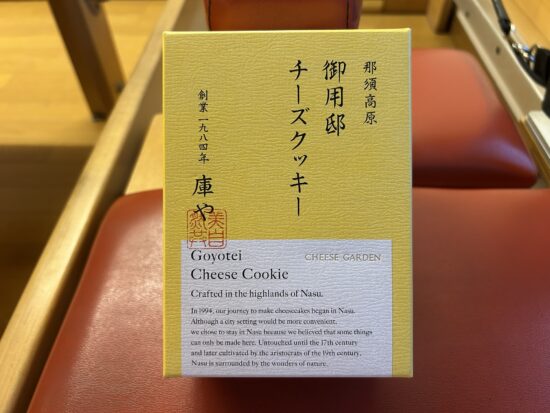 那須高原
御用邸
チーズクッキー
創業一九八四年
庫や
Goyotei
Cheese Cookie
CHEESE GARDEN
Crafted in the highlands of Nasu.
In 1994, our journey to make cheesecakes began in Nasu.
Although a city setting would be more convenient,
we chose to stay in Nasu because we believed that some things
can only be made here. Untouched until the 17th century
and later cultivated by the aristocrats of the 19th century,
Nasu is surrounded by the wonders of nature.